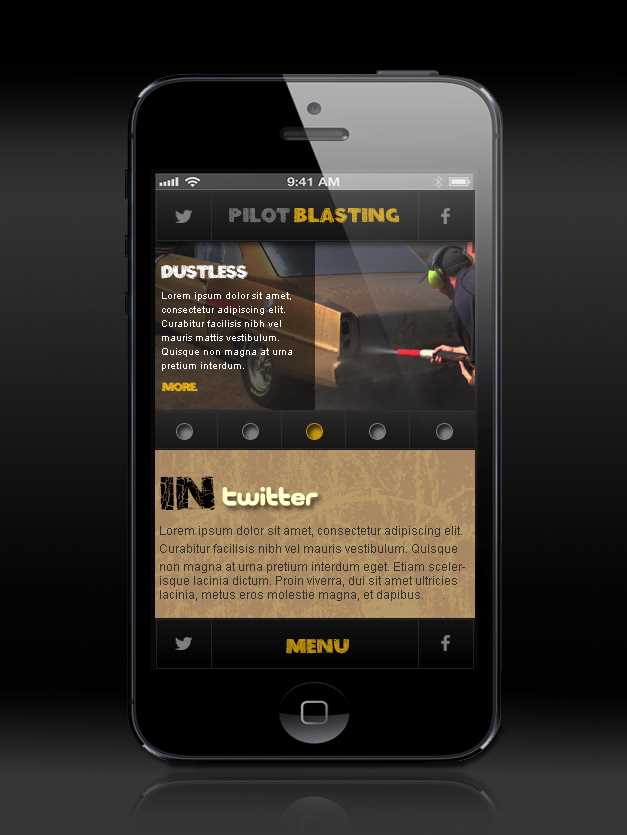 9:41 AM
PILOT BLASTING
DUSTLESS
Lorem ipsum dolor sit amet,
consectetur adipiscing elit.
Curabitur facilisis nibh vel
mauris mattis vestibulum.
Quisque non magna at urna
pretium interdum.
MORE
IN twitter
Lorem ipsum dolor sit amet, consectetur adipiscing elit.
Curabitur facilisis nibh vel mauris vestibulum. Quisque
non magna at urna pretium interdum eget. Etiam sceler-
isque lacinia dictum. Proin viverra, dui sit amet ultricies
lacinia, metus eros molestie magna, et dapibus.
MENU